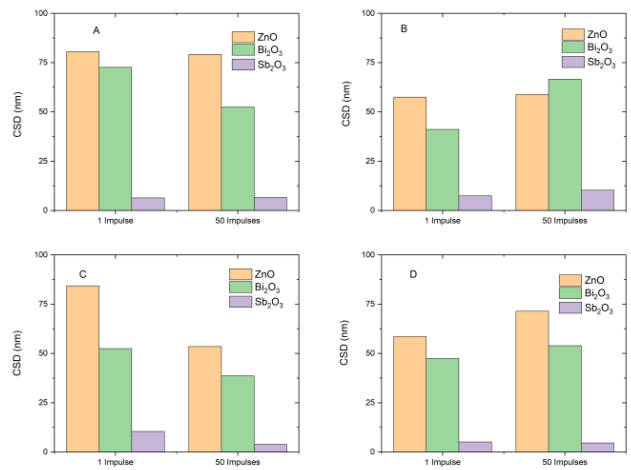 A
ZnO
Bi₂O₃
Sb₂O₃
CSD (nm)
100
75
50
25
0
1 Impulse
50 Impulses
B
ZnO
Bi₂O₃
Sb₂O₃
CSD (nm)
100
75
50
25
0
1 Impulse
50 Impulses
C
ZnO
Bi₂O₃
Sb₂O₃
CSD (nm)
100
75
50
25
0
1 Impulse
50 Impulses
D
ZnO
Bi₂O₃
Sb₂O₃
CSD (nm)
100
75
50
25
0
1 Impulse
50 Impulses